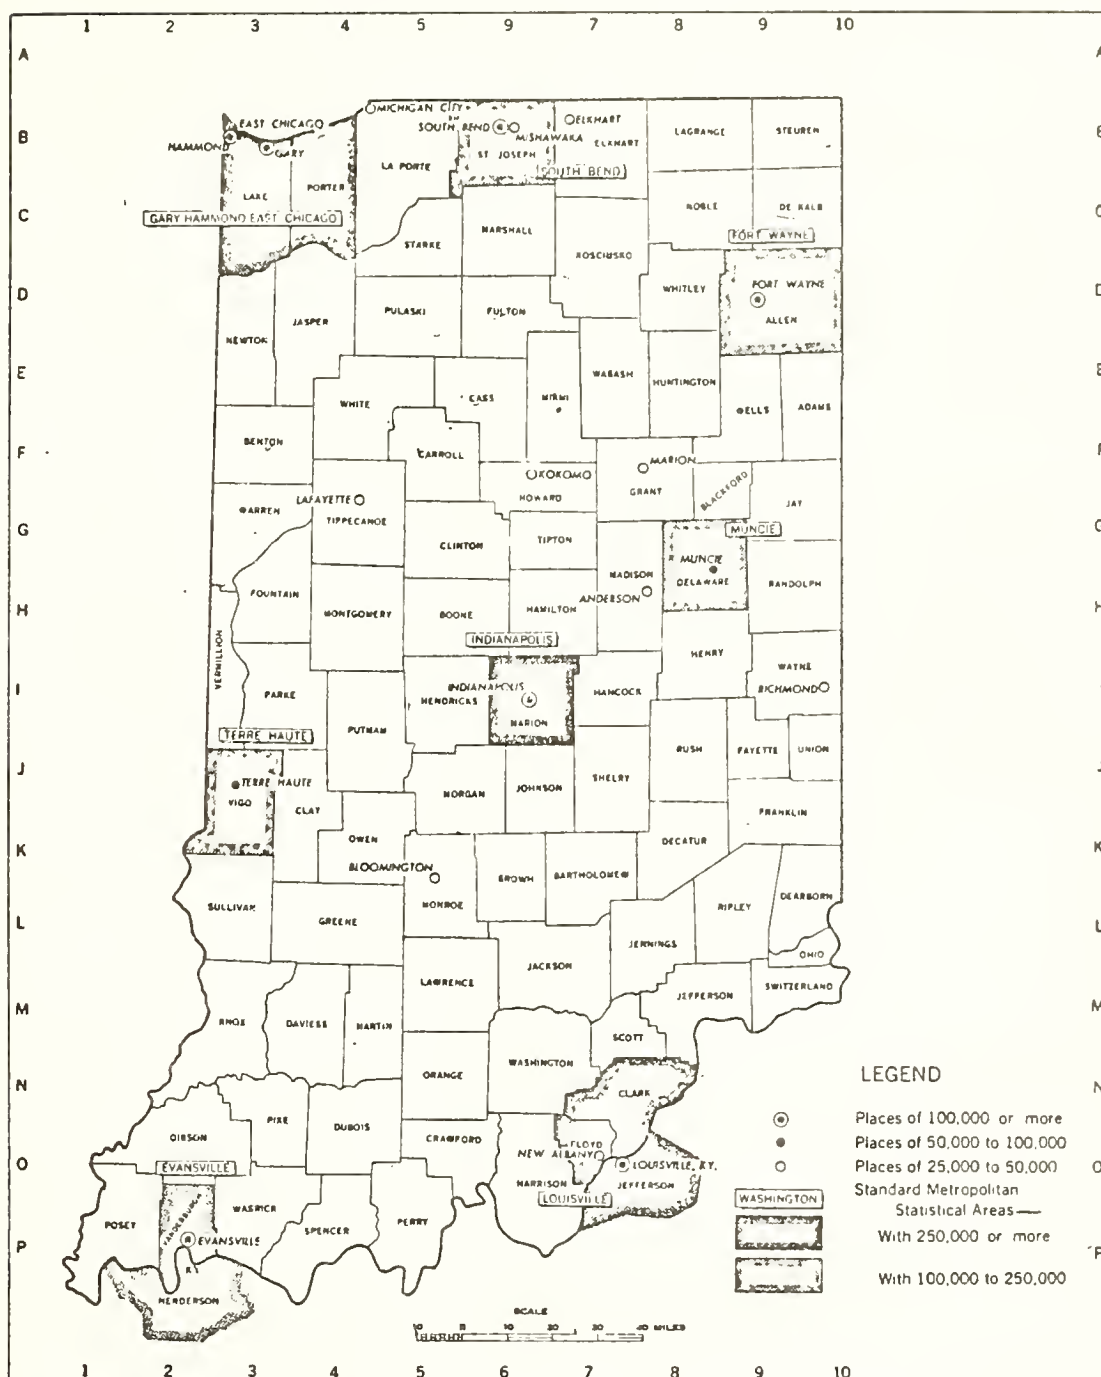 1 2 3 4 5 6 7 8 9 10
A A
MICHIGAN CITY
EAST CHICAGO
SOUTH BEND
ELKHART
B
MISHAWAKA
HAMMOND
GARY
ELKHART
LAGRANGE
STEUBEN
ST JOSEPH
LA PORTE
SOUTH BEND
LAKE
PORTER
C
NOBLE
DE KALB
GARY HAMMOND EAST CHICAGO
MARSHALL
FORT WAYNE
STARKE
KOSCIUSKO
D
WHITLEY
FORT WAYNE
JASPER
PULASKI
FULTON
ALLEN
NEWTON
E
WABASH
HUNTINGTON
WHITE
CASS
MIAMI
WELLS
ADAMS
F
BENTON
CARROLL
MARION
KOKOMO
HOWARD
GRANT
BLACKFORD
JAY
LAFAYETTE
WARREN
TIPPECANOE
G
MUNCIE
CLINTON
TIPTON
MUNCIE
MADISON
DELAWARE
RANDOLPH
FOUNTAIN
ANDERSON
H
MONTGOMERY
BOONE
HAMILTON
INDIANAPOLIS
HENRY
VERMILLION
WAYNE
RICHMOND
I
PARKE
INDIANAPOLIS
HENDRICKS
HANCOCK
MARION
PUTNAM
TERRE HAUTE
RUSH
FAYETTE
UNION
J
TERRE HAUTE
SHELBY
VIGO
CLAY
MORGAN
JOHNSON
FRANKLIN
OWEN
DECATUR
K K
BLOOMINGTON
BROWN
BARTHOLOMEW
DEARBORN
SULLIVAN
MONROE
RIPLEY
L
GREENE
JENNINGS
OHIO
JACKSON
LAWRENCE
JEFFERSON
SWITZERLAND
M M
KNOX
DAVIESS
MARTIN
SCOTT
WASHINGTON
ORANGE
N
CLARK
LEGEND
PIKE
DUBOIS
Places of 100,000 or more
GIBSON
CRAWFORD
FLOYD
Places of 50,000 to 100,000
NEW ALBANY
O
EVANSVILLE
LOUISVILLE, KY.
Places of 25,000 to 50,000
HARRISON
JEFFERSON
Standard Metropolitan
LOUISVILLE
WASHINGTON
Statistical Areas
POSEY
VANDERBURGH
WARRICK
SPENCER
PERRY
P
EVANSVILLE
With 250,000 or more
KY
HENDERSON
With 100,000 to 250,000
SCALE
10 0 10 20 30 40 MILES
1 2 3 4 5 6 7 8 9 10